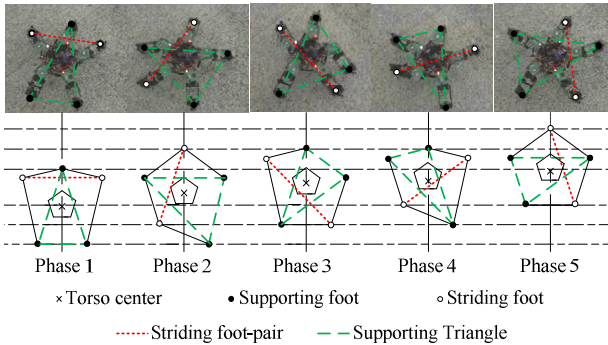 Phase 1 Phase 2 Phase 3 Phase 4 Phase 5
× Torso center Supporting foot Striding foot
Striding foot-pair Supporting Triangle